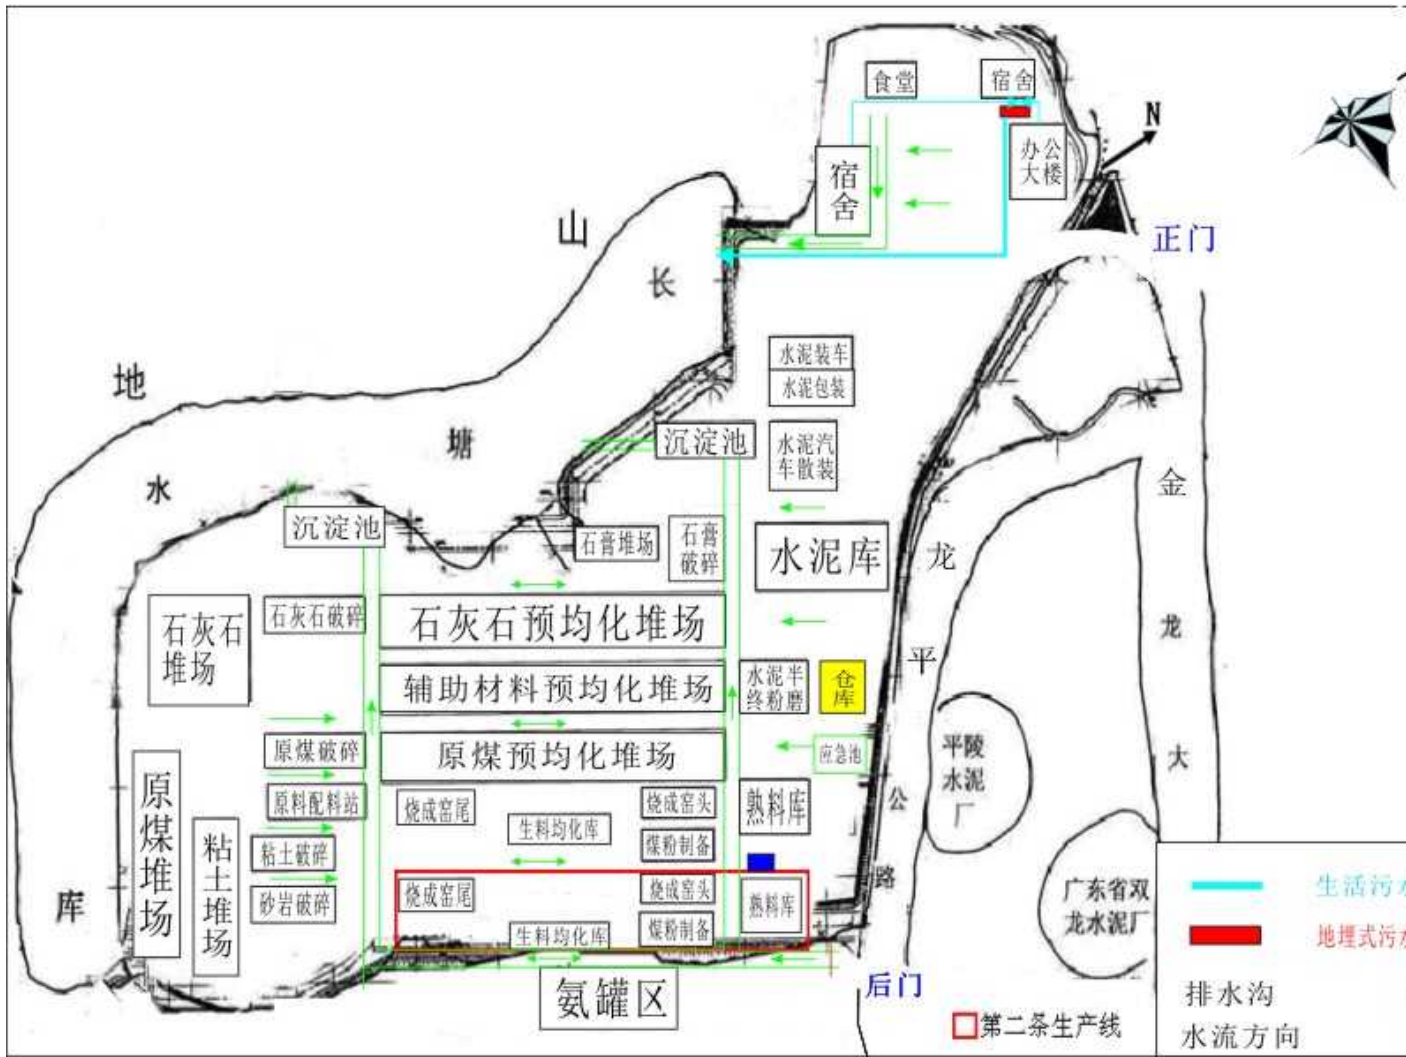 食堂
宿舍
N
办公
大楼
宿
舍
正门
山
长
地
塘
水
库
水泥装车
水泥包装
沉淀池
水泥汽
车散装
沉淀池
石膏堆场
石膏
破碎
水泥库
石灰石
堆场
石灰石破碎
石灰石预均化堆场
辅助材料预均化堆场
水泥半
终粉磨
仓
库
原煤破碎
原煤预均化堆场
应急池
原煤堆场
原料配料站
烧成窑尾
生料均化库
烧成窑头
熟料库
粘土堆场
粘土破碎
煤粉制备
砂岩破碎
烧成窑尾
烧成窑头
熟料库
生料均化库
煤粉制备
氨罐区
后门
龙
平
公
路
金
龙
大
平陵
水泥
厂
广东省双
龙水泥厂
第二条生产线
生活污水
地埋式污水
排水沟
水流方向